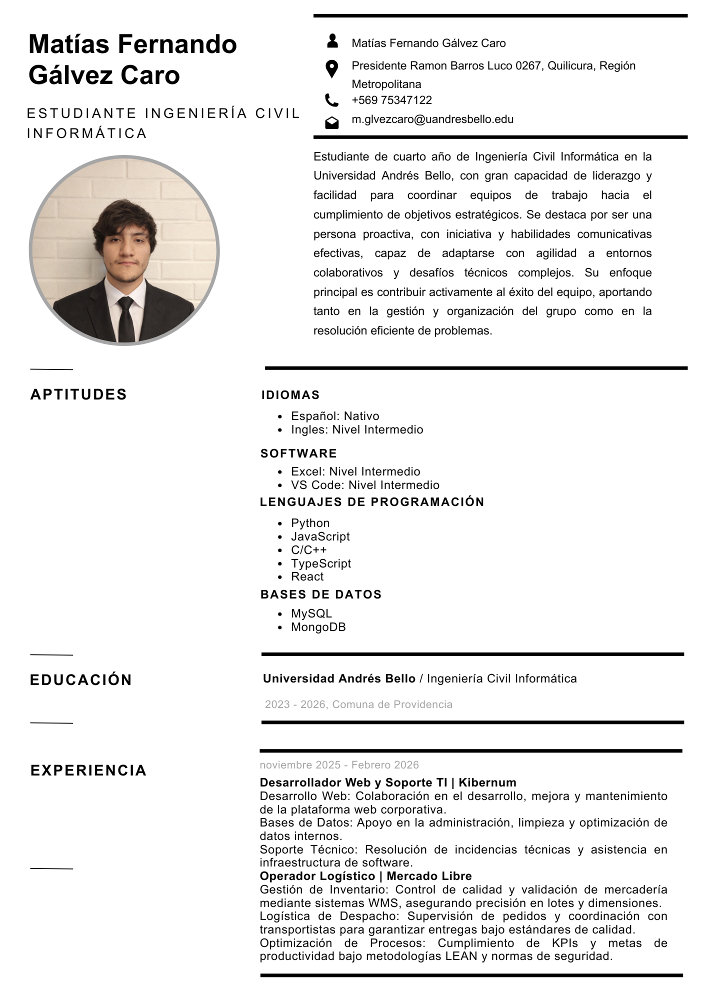 Matías Fernando
Gálvez Caro
ESTUDIANTE INGENIERÍA CIVIL
INFORMÁTICA
Matías Fernando Gálvez Caro
Presidente Ramon Barros Luco 0267, Quilicura, Región
Metropolitana
+569 75347122
m.glvezcaro@uandresbello.edu
Estudiante de cuarto año de Ingeniería Civil Informática en la
Universidad Andrés Bello, con gran capacidad de liderazgo y
facilidad para coordinar equipos de trabajo hacia el
cumplimiento de objetivos estratégicos. Se destaca por ser una
persona proactiva, con iniciativa y habilidades comunicativas
efectivas, capaz de adaptarse con agilidad a entornos
colaborativos y desafíos técnicos complejos. Su enfoque
principal es contribuir activamente al éxito del equipo, aportando
tanto en la gestión y organización del grupo como en la
resolución eficiente de problemas.
APTITUDES
IDIOMAS
• Español: Nativo
• Ingles: Nivel Intermedio
SOFTWARE
• Excel: Nivel Intermedio
• VS Code: Nivel Intermedio
LENGUAJES DE PROGRAMACIÓN
• Python
• JavaScript
• C/C++
• TypeScript
• React
BASES DE DATOS
• MySQL
• MongoDB
EDUCACIÓN
Universidad Andrés Bello / Ingeniería Civil Informática
2023 - 2026, Comuna de Providencia
EXPERIENCIA
noviembre 2025 - Febrero 2026
Desarrollador Web y Soporte TI | Kibernum
Desarrollo Web: Colaboración en el desarrollo, mejora y mantenimiento
de la plataforma web corporativa.
Bases de Datos: Apoyo en la administración, limpieza y optimización de
datos internos.
Soporte Técnico: Resolución de incidencias técnicas y asistencia en
infraestructura de software.
Operador Logístico | Mercado Libre
Gestión de Inventario: Control de calidad y validación de mercadería
mediante sistemas WMS, asegurando precisión en lotes y dimensiones.
Logística de Despacho: Supervisión de pedidos y coordinación con
transportistas para garantizar entregas bajo estándares de calidad.
Optimización de Procesos: Cumplimiento de KPIs y metas de
productividad bajo metodologías LEAN y normas de seguridad.